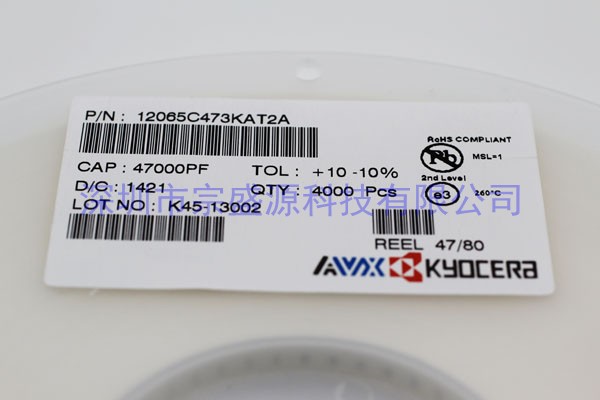 P/N : 12065C473KAT2A
RoHS COMPLIANT
Pb
MSL=1
2nd Level
CAP : 47000PF TOL : +10 -10%
D/C : 1421 QTY : 4000 Pcs
e3
260°C
深圳市宗盛源科技有限公司
LOT NO : K45-13002
REEL 47/80
AVX KYOCERa